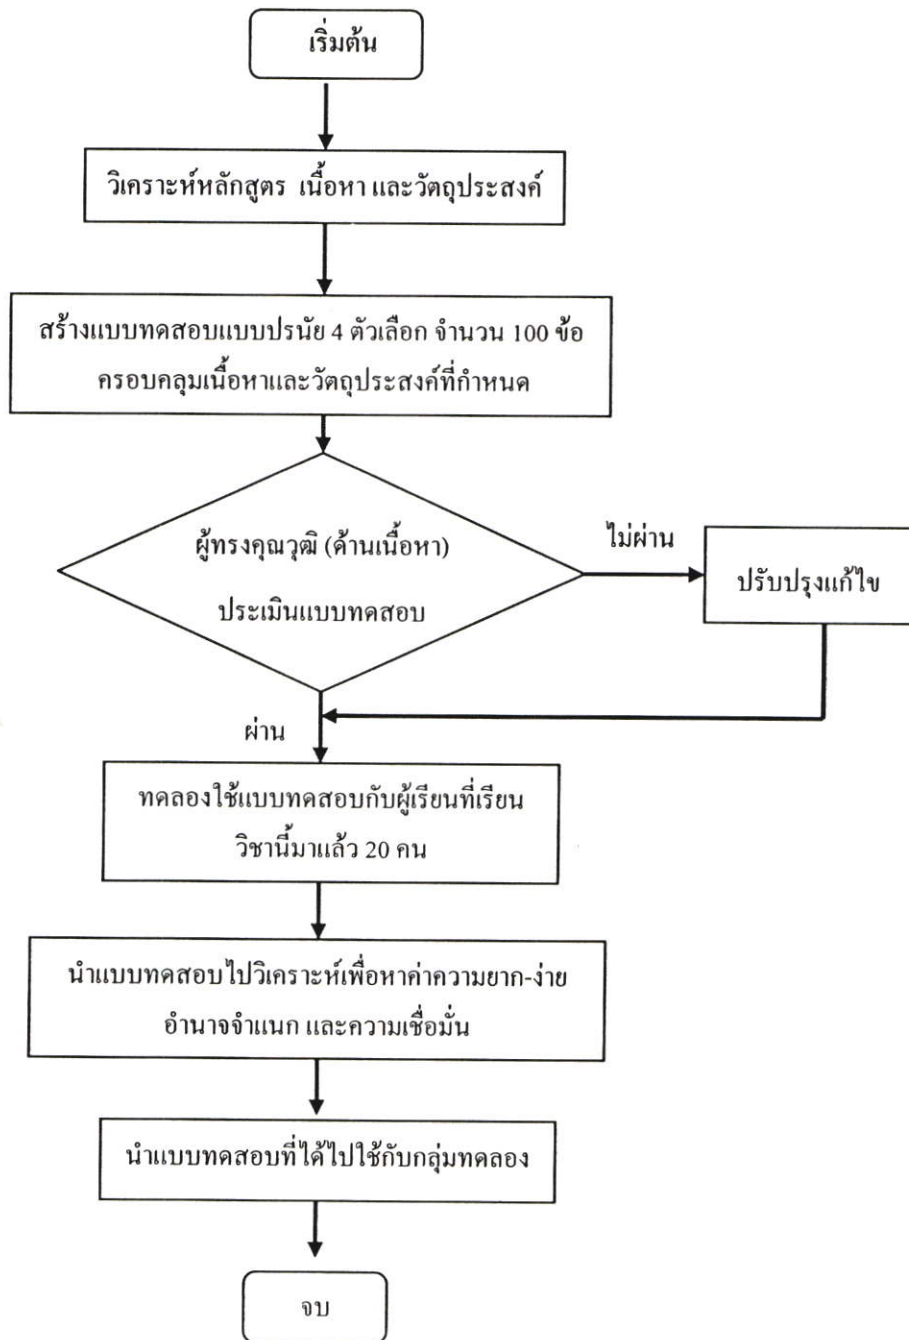 เริ่มต้น
วิเคราะห์หลักสูตร เนื้อหา และวัตถุประสงค์
สร้างแบบทดสอบแบบปรนัย 4 ตัวเลือก จำนวน 100 ข้อ
ครอบคลุมเนื้อหาและวัตถุประสงค์ที่กำหนด
ผู้ทรงคุณวุฒิ (ด้านเนื้อหา)
ประเมินแบบทดสอบ
ไม่ผ่าน
ปรับปรุงแก้ไข
ผ่าน
ทดลองใช้แบบทดสอบกับผู้เรียนที่เรียน
วิชานี้มาแล้ว 20 คน
นำแบบทดสอบไปวิเคราะห์เพื่อหาค่าความยาก-ง่าย
อำนาจจำแนก และความเชื่อมั่น
นำแบบทดสอบที่ได้ไปใช้กับกลุ่มทดลอง
จบ